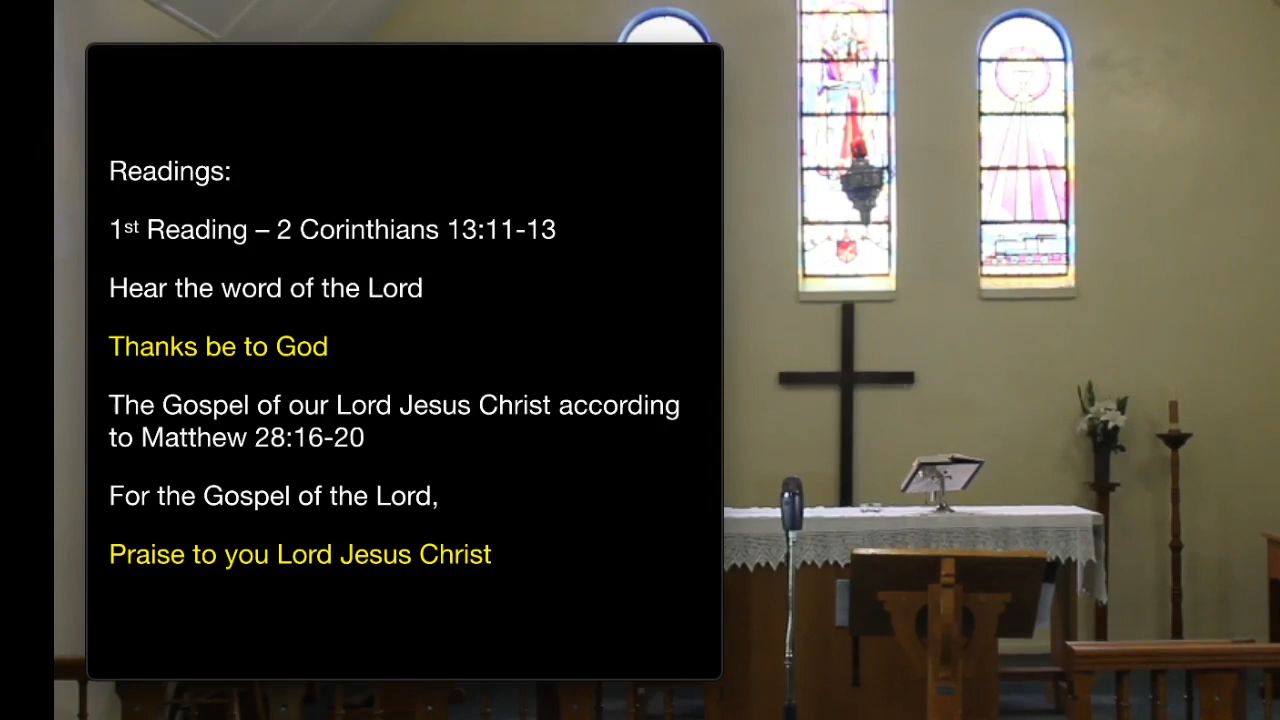 Readings:
1st Reading – 2 Corinthians 13:11-13
Hear the word of the Lord
Thanks be to God
The Gospel of our Lord Jesus Christ according
to Matthew 28:16-20
For the Gospel of the Lord,
Praise to you Lord Jesus Christ